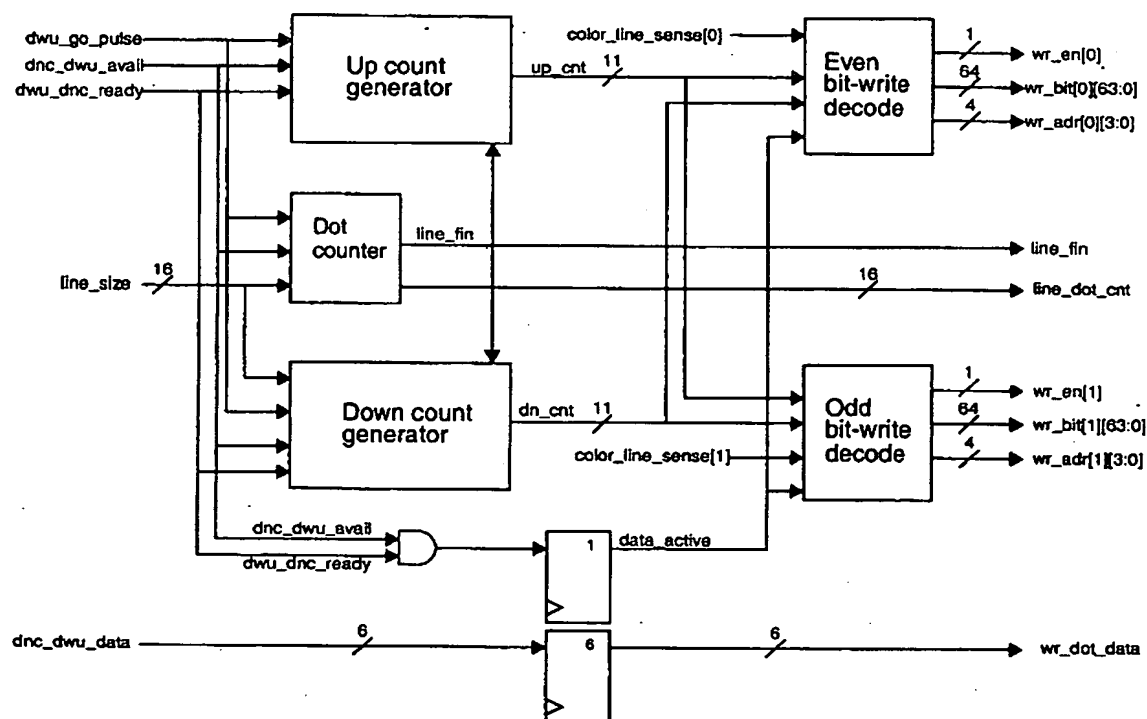 dwu_go_pulse
dnc_dwu_avail
dwu_dnc_ready
Up count
generator
up_cnt
11
color_line_sense[0]
Even
bit-write
decode
1
wr_en[0]
64
wr_bit[0][63:0]
4
wr_adr[0][3:0]
line_size
16
Dot
counter
line_fin
line_fin
16
line_dot_cnt
Down count
generator
dn_cnt
11
color_line_sense[1]
Odd
bit-write
decode
1
wr_en[1]
64
wr_bit[1][63:0]
4
wr_adr[1][3:0]
dnc_dwu_avail
dwu_dnc_ready
1
data_active
dnc_dwu_data
6
6
6
wr_dot_data